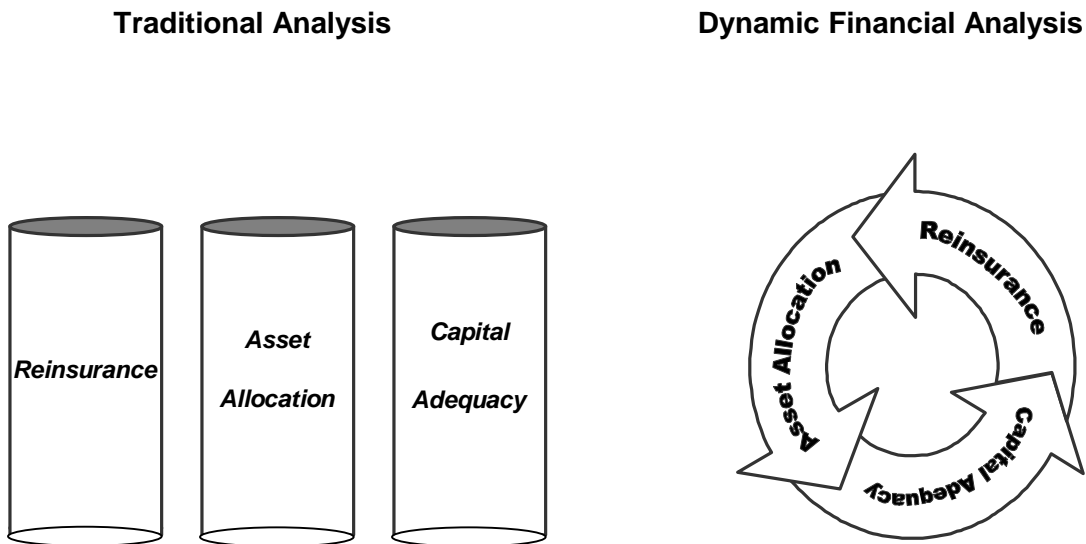 Traditional Analysis
Dynamic Financial Analysis
Reinsurance
Asset
Allocation
Capital
Adequacy
Reinsurance
Asset Allocation
Capital Adequacy